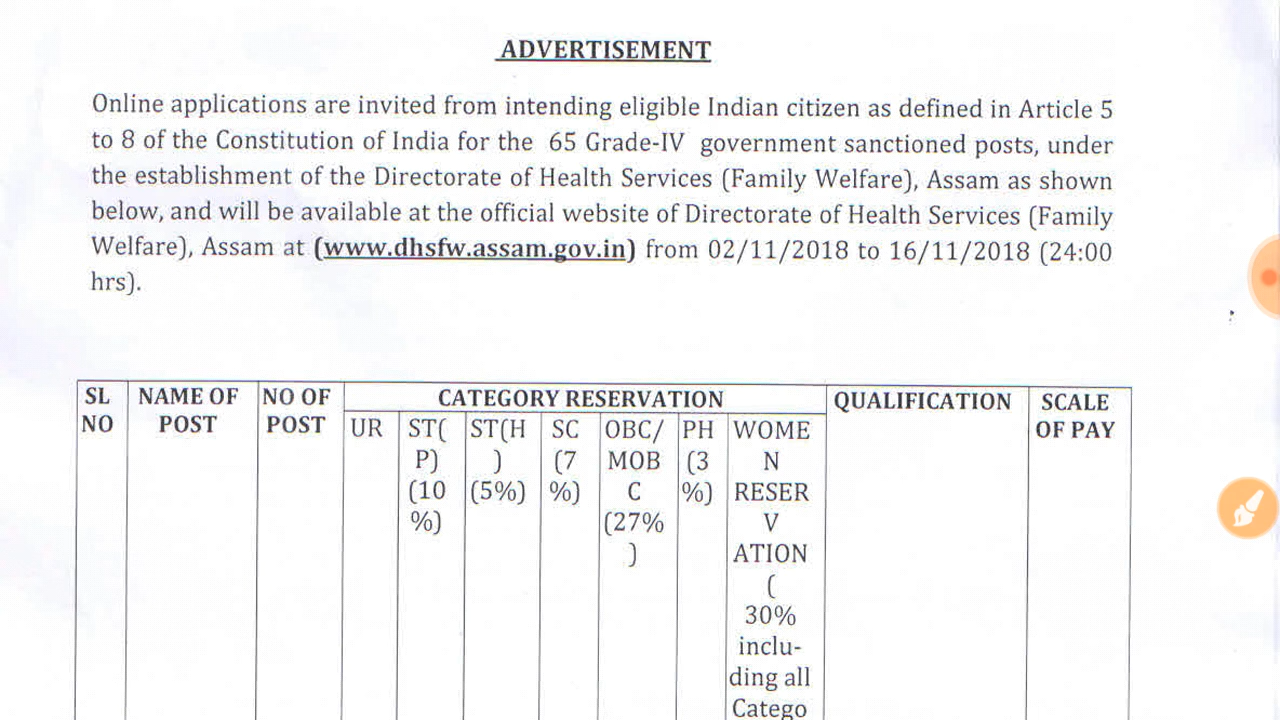 ADVERTISEMENT
Online applications are invited from intending eligible Indian citizen as defined in Article 5
to 8 of the Constitution of India for the 65 Grade-IV government sanctioned posts, under
the establishment of the Directorate of Health Services (Family Welfare), Assam as shown
below, and will be available at the official website of Directorate of Health Services (Family
Welfare), Assam at (www.dhsfw.assam.gov.in) from 02/11/2018 to 16/11/2018 (24:00
hrs).
SL
NO
NAME OF
POST
NO OF
POST
CATEGORY RESERVATION
UR
ST(
P)
(10
%)
ST(H
)
(5%)
SC
(7
%)
OBC/
MOB
C
(27%
)
PH
(3
%)
WOME
N
RESER
V
ATION
(
30%
inclu-
ding all
Catego
QUALIFICATION
SCALE
OF PAY